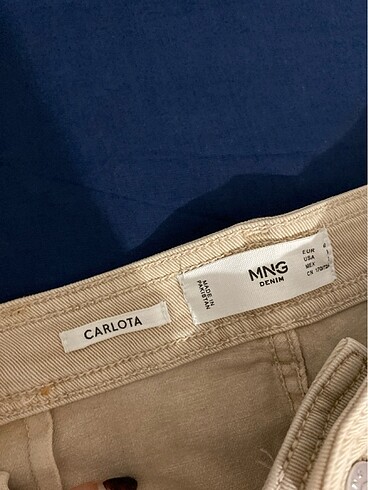 CARLOTA
MADE IN
PAKISTAN
MNG
DENIM
EUR
USA
MEX
CN